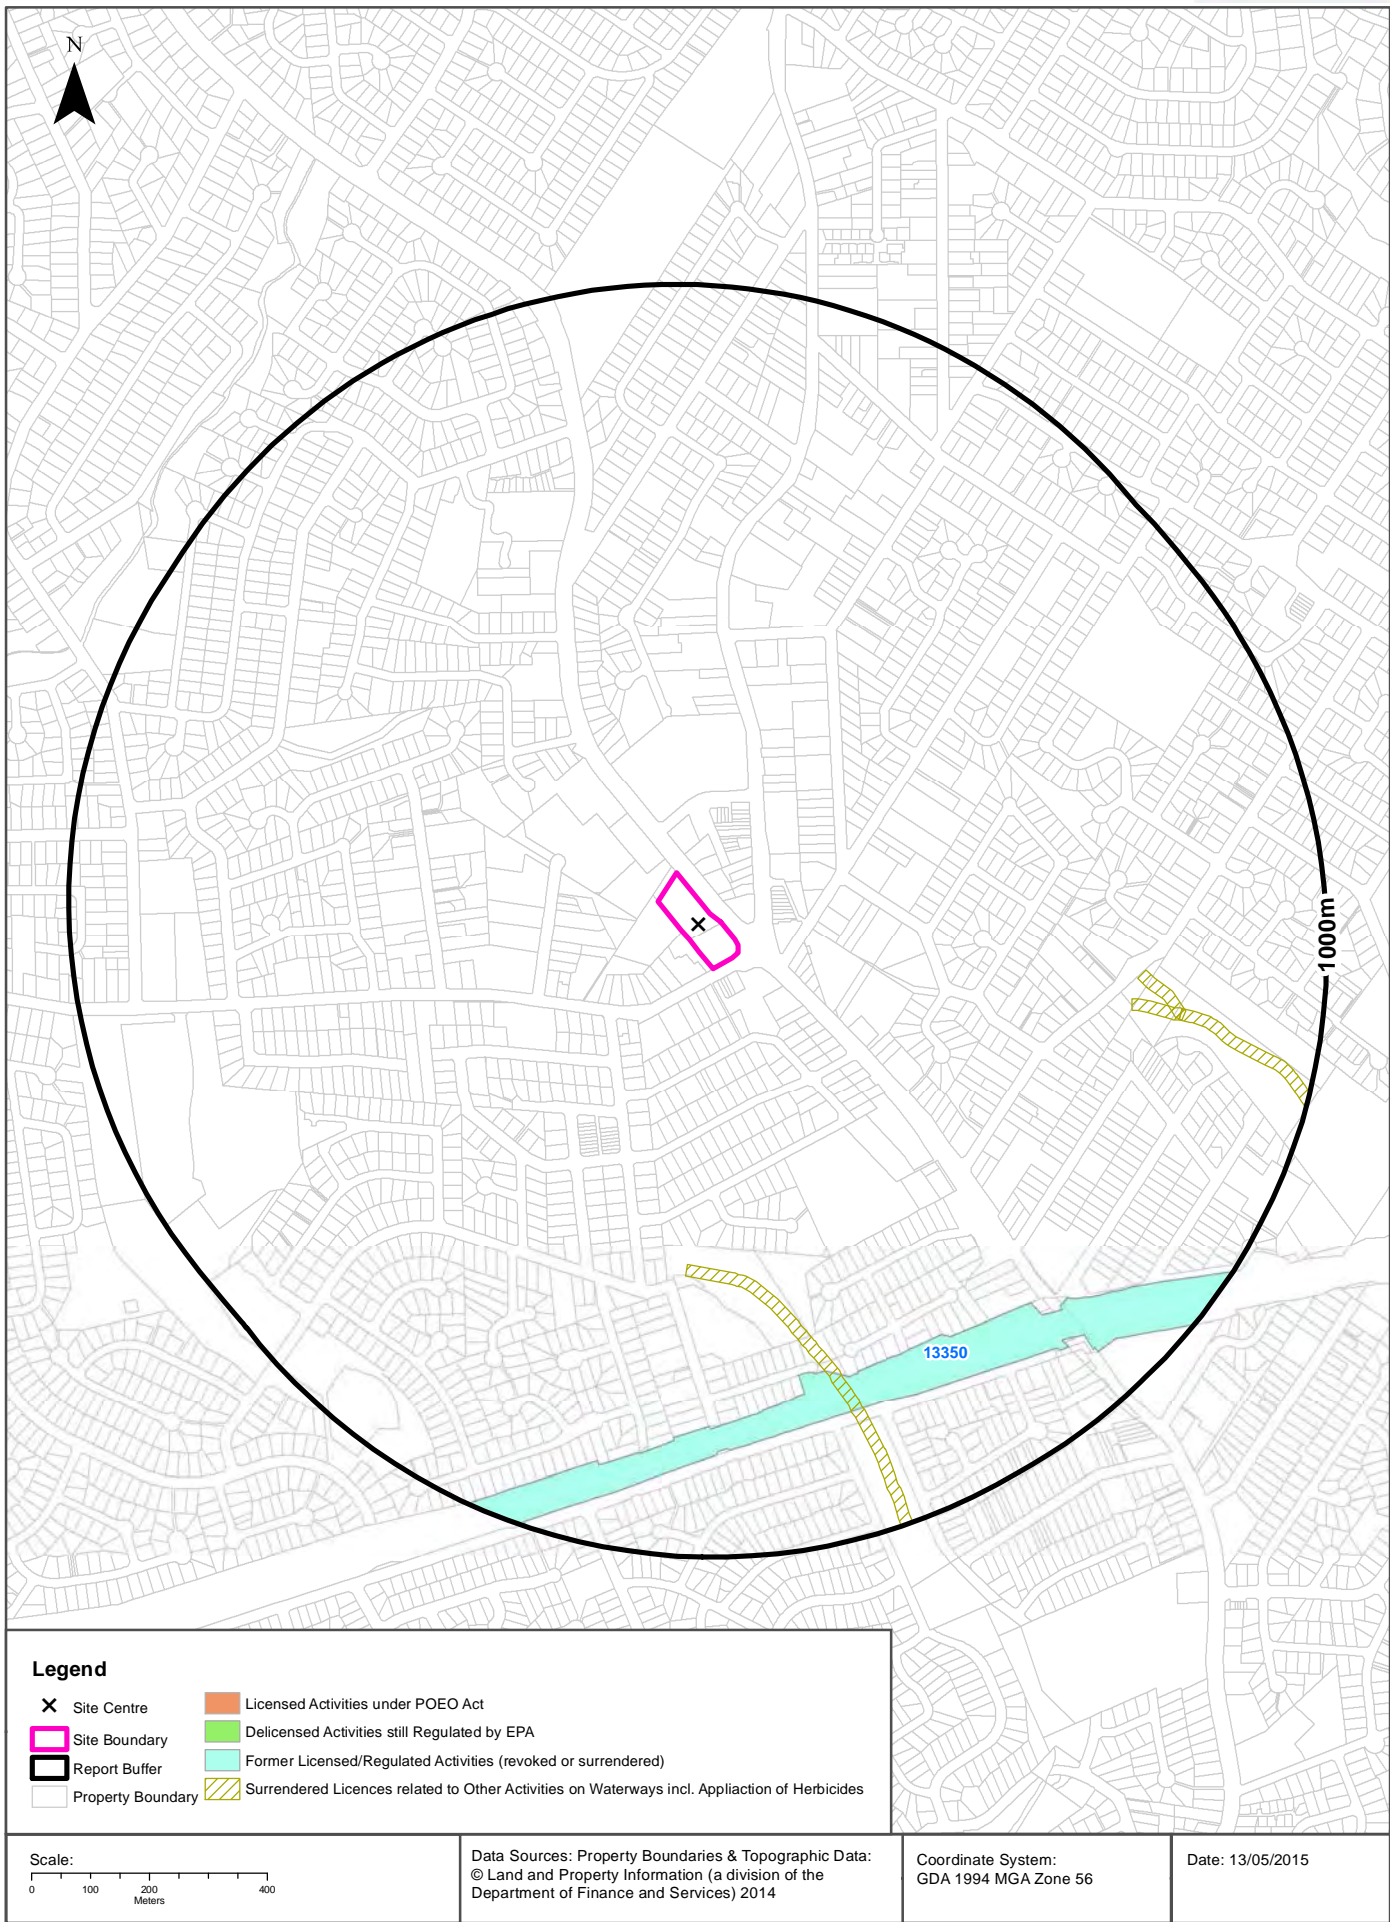 N
1000m
13350
Legend
Site Centre
Site Boundary
Report Buffer
Property Boundary
Licensed Activities under POEO Act
Delicensed Activities still Regulated by EPA
Former Licensed/Regulated Activities (revoked or surrendered)
Surrendered Licences related to Other Activities on Waterways incl. Appliaction of Herbicides
Scale:
0 100 200 400
Meters
Data Sources: Property Boundaries & Topographic Data:
© Land and Property Information (a division of the
Department of Finance and Services) 2014
Coordinate System:
GDA 1994 MGA Zone 56
Date: 13/05/2015